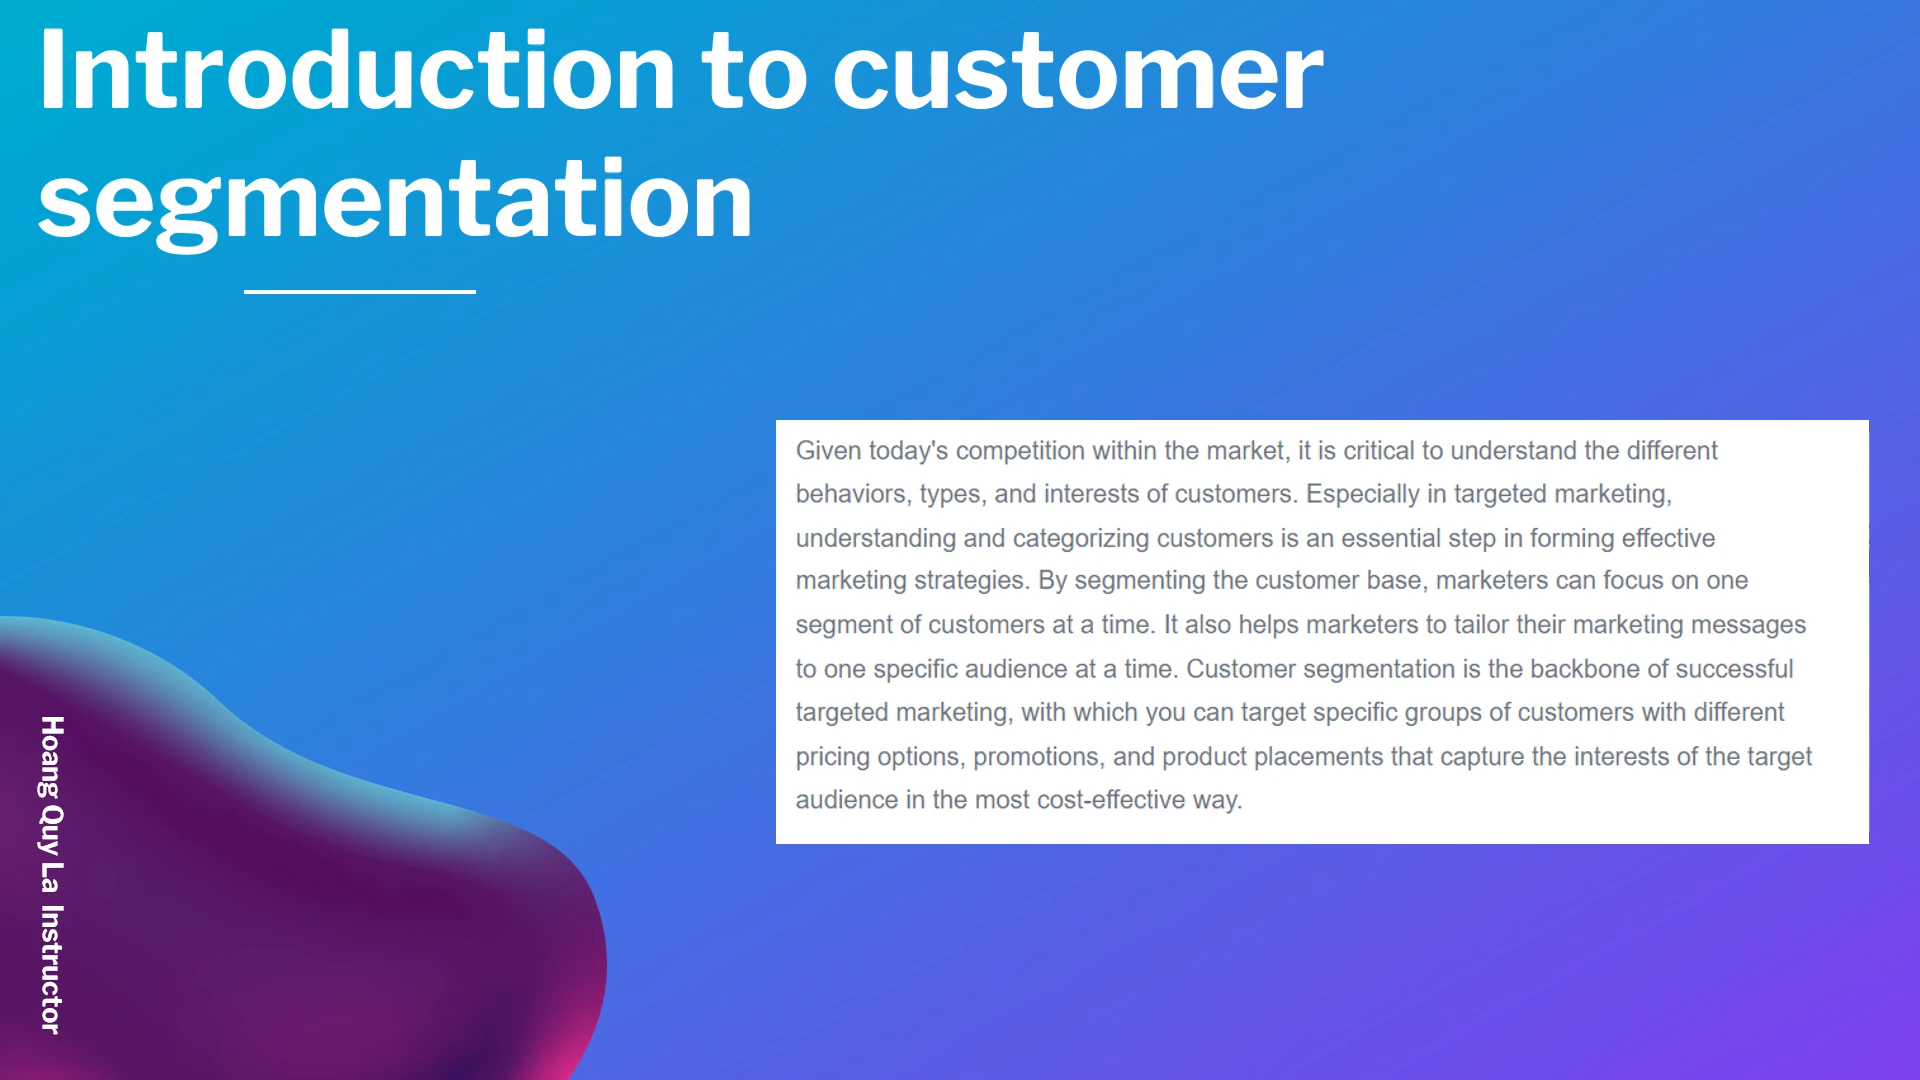 Introduction to customer
segmentation
Given today's competition within the market, it is critical to understand the different
behaviors, types, and interests of customers. Especially in targeted marketing,
understanding and categorizing customers is an essential step in forming effective
marketing strategies. By segmenting the customer base, marketers can focus on one
segment of customers at a time. It also helps marketers to tailor their marketing messages
to one specific audience at a time. Customer segmentation is the backbone of successful
targeted marketing, with which you can target specific groups of customers with different
pricing options, promotions, and product placements that capture the interests of the target
audience in the most cost-effective way.
Hoang Quy La Instructor